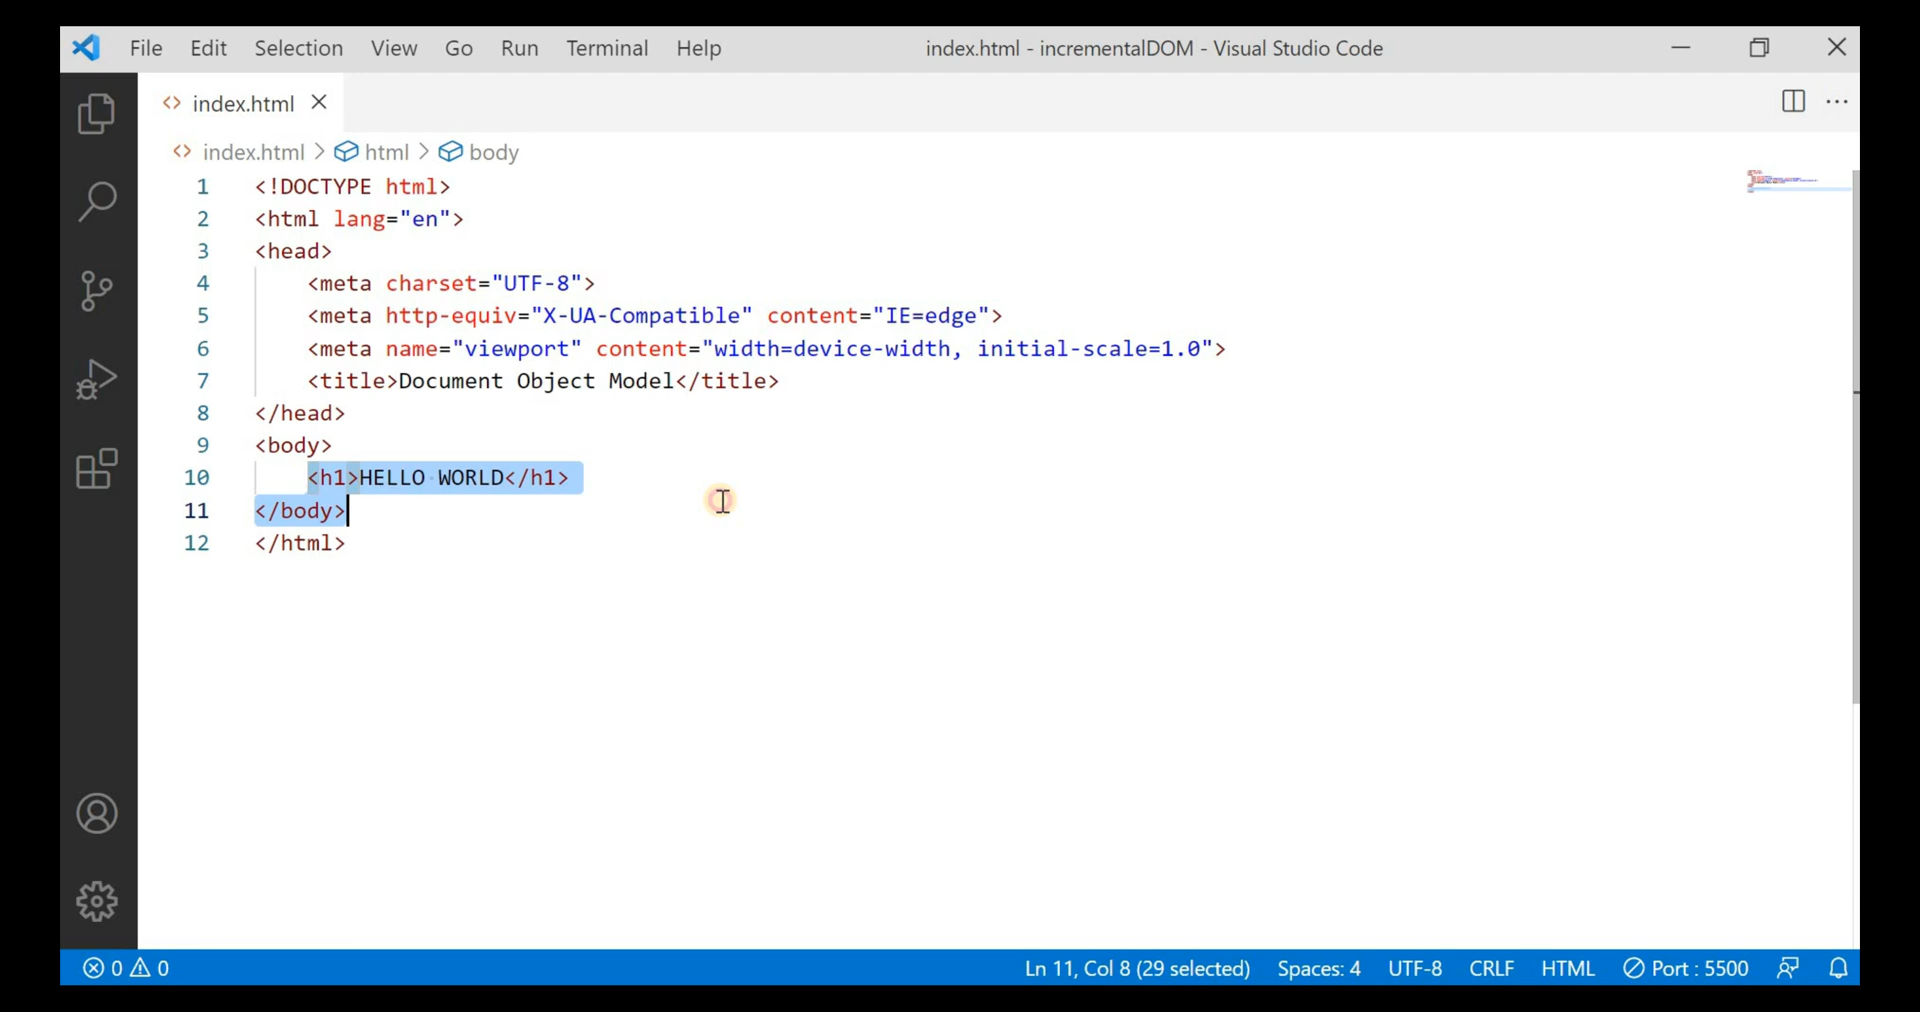 File Edit Selection View Go Run Terminal Help index.html - incrementalDOM - Visual Studio Code
index.html
index.html > html > body
1 <!DOCTYPE html>
2 <html lang="en">
3 <head>
4 <meta charset="UTF-8">
5 <meta http-equiv="X-UA-Compatible" content="IE=edge">
6 <meta name="viewport" content="width=device-width, initial-scale=1.0">
7 <title>Document Object Model</title>
8 </head>
9 <body>
10 <h1>HELLO WORLD</h1>
11 </body>
12 </html>
0 0 Ln 11, Col 8 (29 selected) Spaces: 4 UTF-8 CRLF HTML Port : 5500